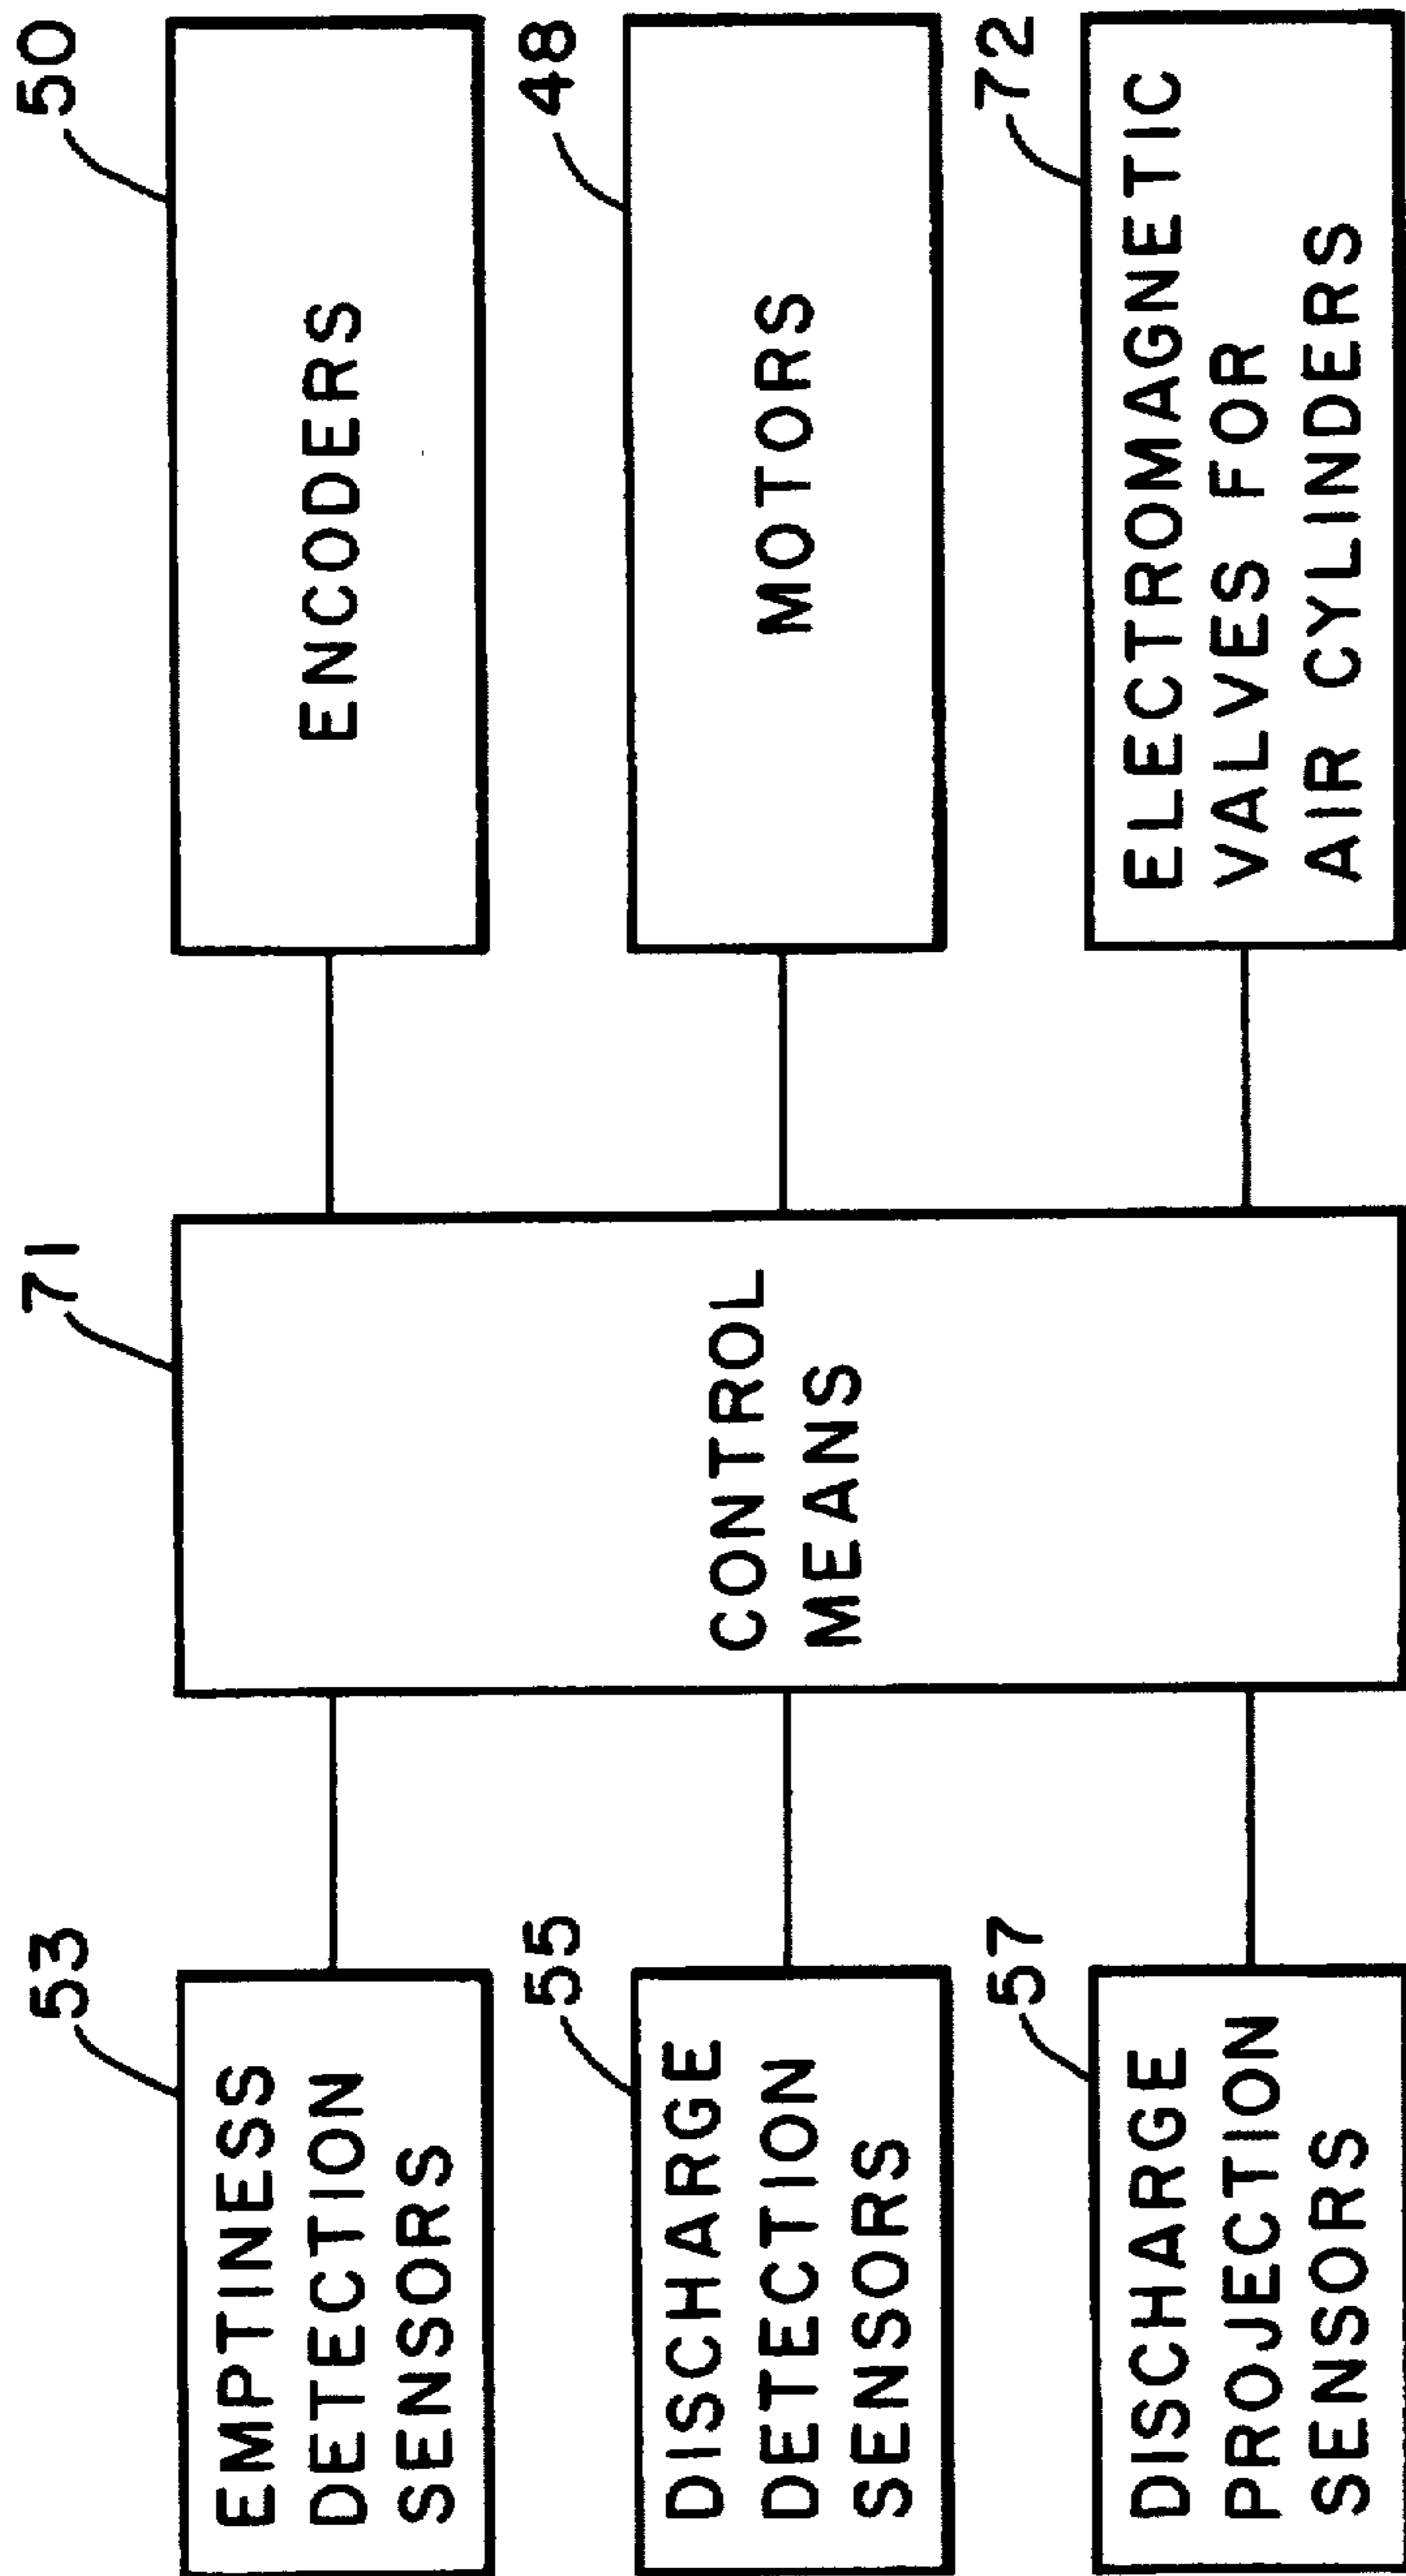 53
EMPTINESS
DETECTION
SENSORS
55
DISCHARGE
DETECTION
SENSORS
57
DISCHARGE
PROJECTION
SENSORS
71
CONTROL
MEANS
50
ENCODERS
48
MOTORS
72
ELECTROMAGNETIC
VALVES FOR
AIR CYLINDERS